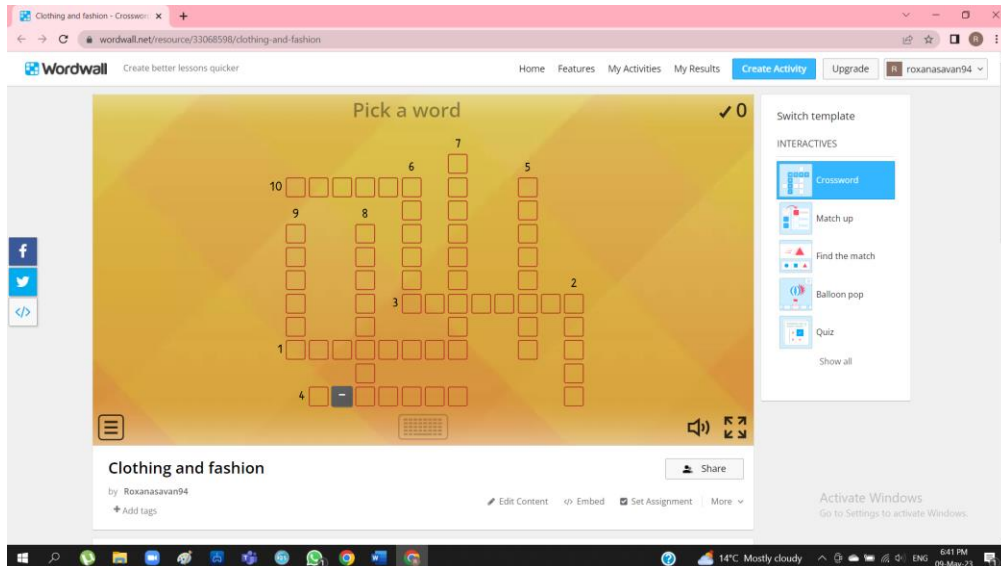 Clothing and fashion - Crosswor
wordwall.net/resource/33068598/clothing-and-fashion
R
Wordwall Create better lessons quicker Home Features My Activities My Results Create Activity Upgrade R roxanasavan94
Pick a word
0
7
6
5
10
9
8
2
3
1
4
-
Switch template
INTERACTIVES
Crossword
Match up
Find the match
Balloon pop
Quiz
Show all
Clothing and fashion
Share
by Roxanasavan94
Add tags
Edit Content Embed Set Assignment More
Activate Windows
Go to Settings to activate Windows.
14°C Mostly cloudy ENG 6:41 PM
09-May-23